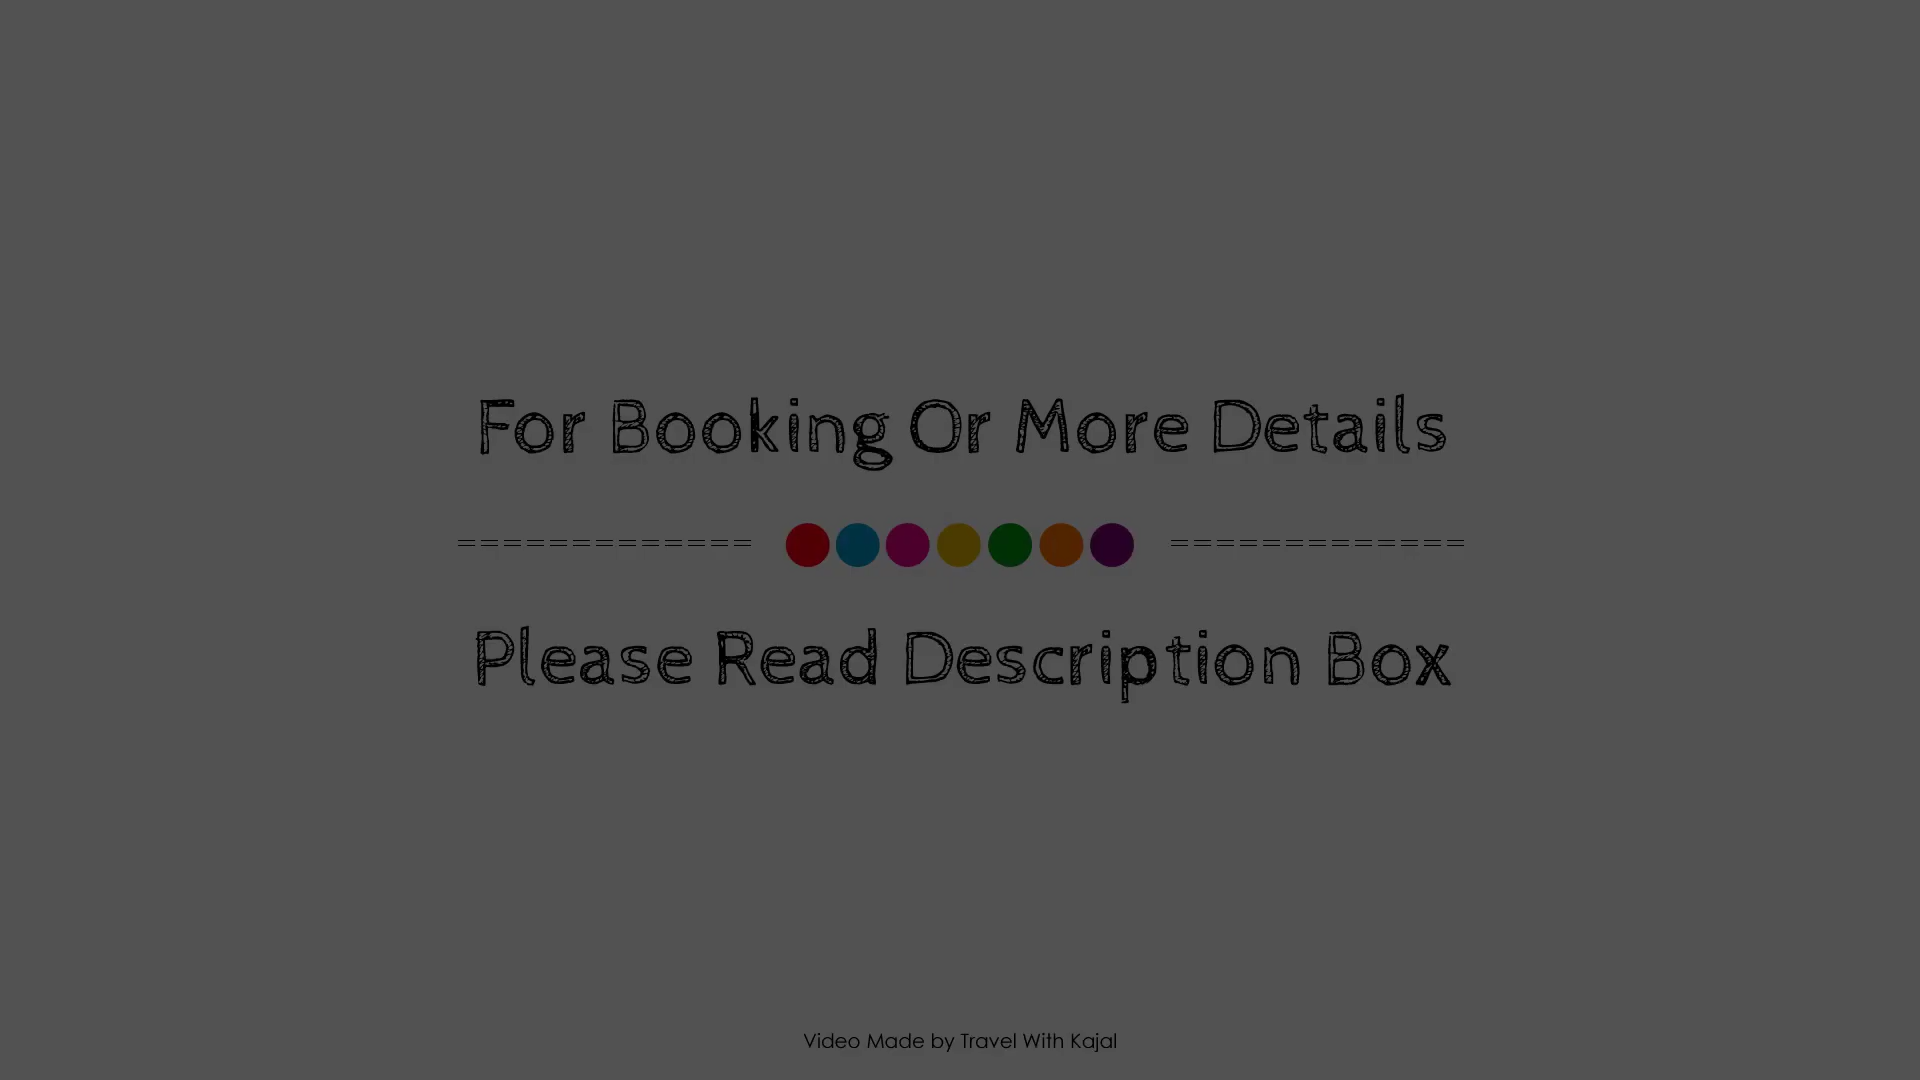 For Booking Or More Details
============= =============
Please Read Description Box
Video Made by Travel With Kajal